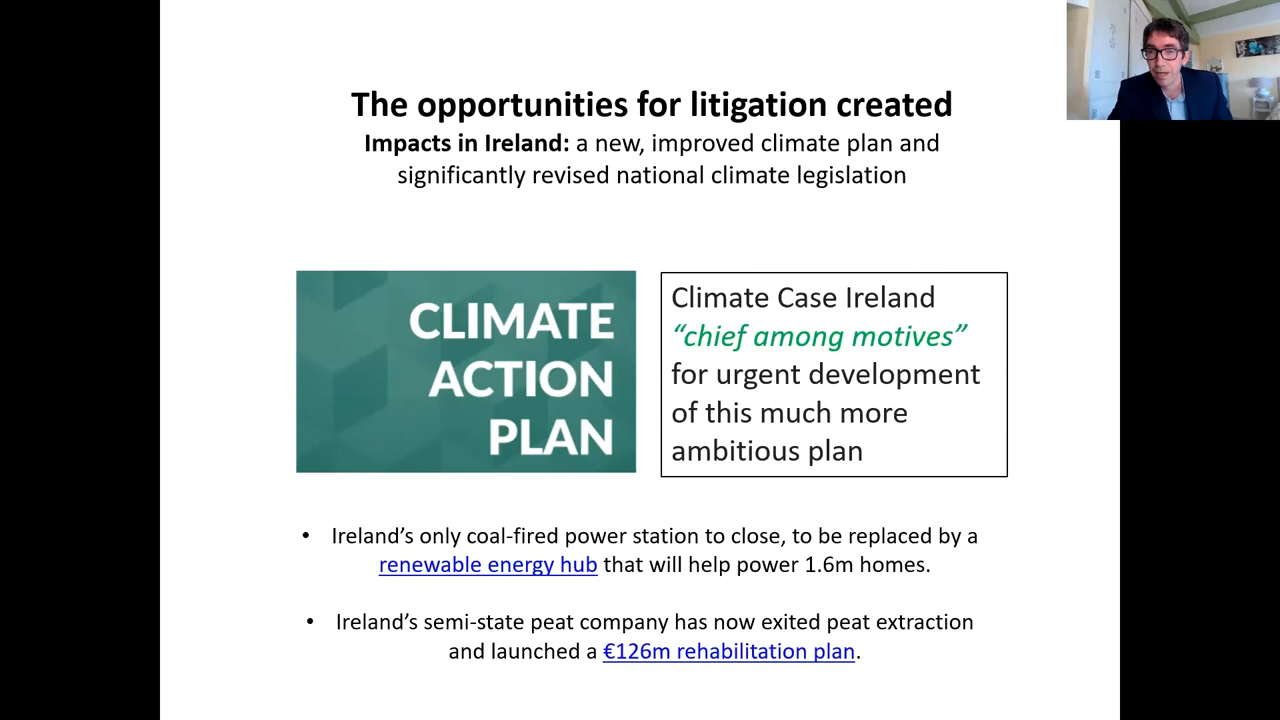 The opportunities for litigation created
Impacts in Ireland: a new, improved climate plan and
significantly revised national climate legislation
CLIMATE
ACTION
PLAN
Climate Case Ireland
“chief among motives”
for urgent development
of this much more
ambitious plan
• Ireland’s only coal-fired power station to close, to be replaced by a
renewable energy hub that will help power 1.6m homes.
• Ireland’s semi-state peat company has now exited peat extraction
and launched a €126m rehabilitation plan.